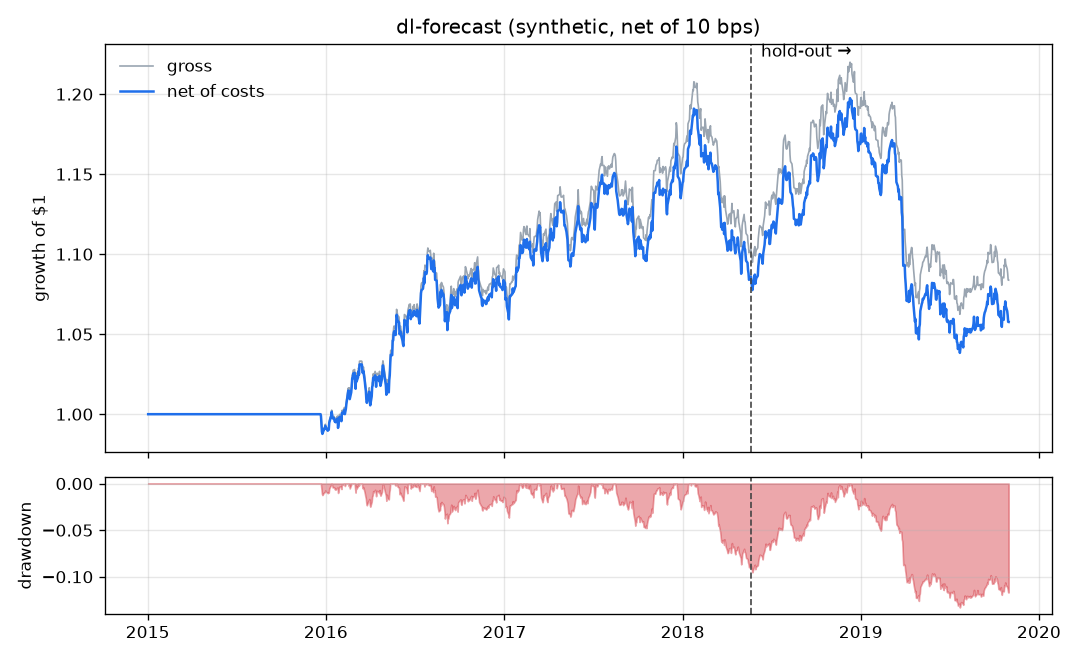 dl-forecast (synthetic, net of 10 bps)
hold-out →
gross
net of costs
growth of $1
1.20
1.15
1.10
1.05
1.00
drawdown
0.00
−0.05
−0.10
2015
2016
2017
2018
2019
2020